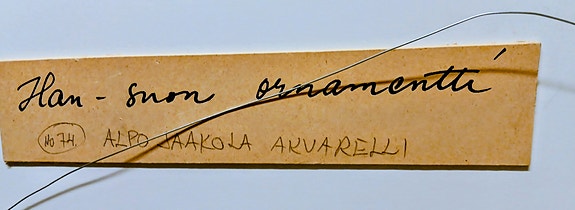 Han-suon ornamentti
No 74. ALPO JAAKOLA AKVARELLI